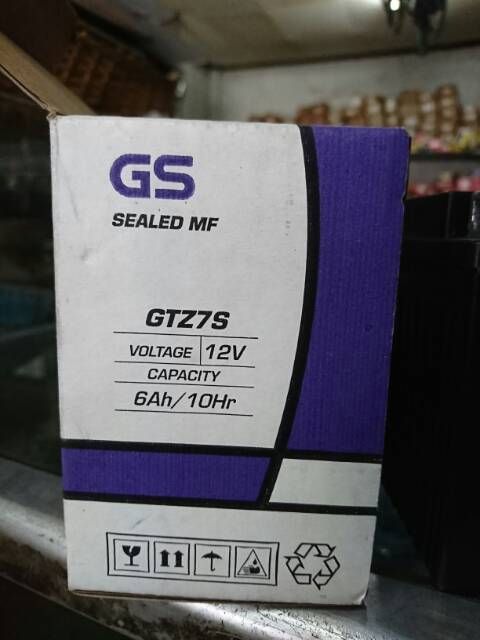 GS
SEALED MF
GTZ7S
VOLTAGE 12V
CAPACITY
6Ah/10Hr